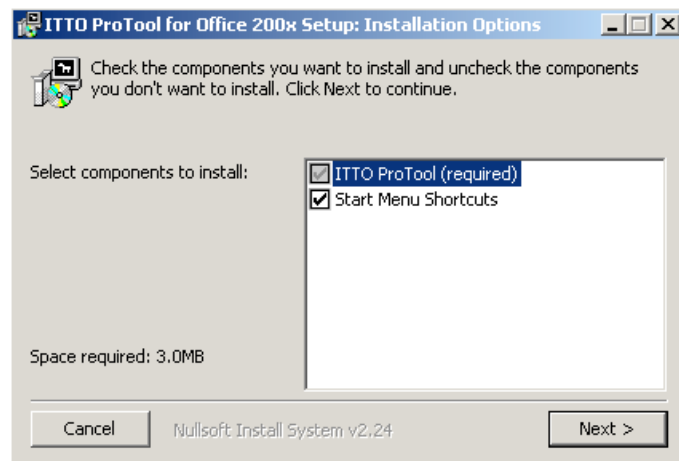 ITTO ProTool for Office 200x Setup: Installation Options
Check the components you want to install and uncheck the components
you don't want to install. Click Next to continue.
Select components to install:
ITTO ProTool (required)
Start Menu Shortcuts
Space required: 3.0MB
Cancel
Nullsoft Install System v2.24
Next >